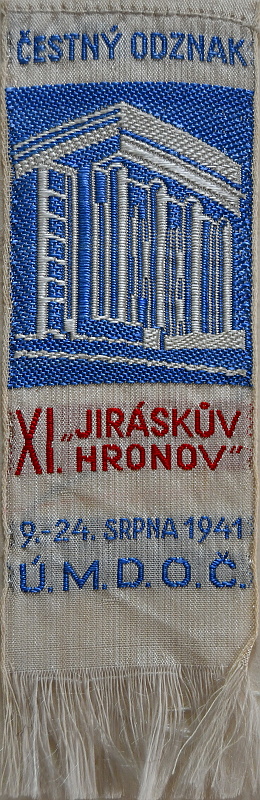 ČESTNÝ ODZNAK
XI. „JIRÁSKŮV
HRONOV"
9.-24. SRPNA 1941
Ú.M.D.O.Č.